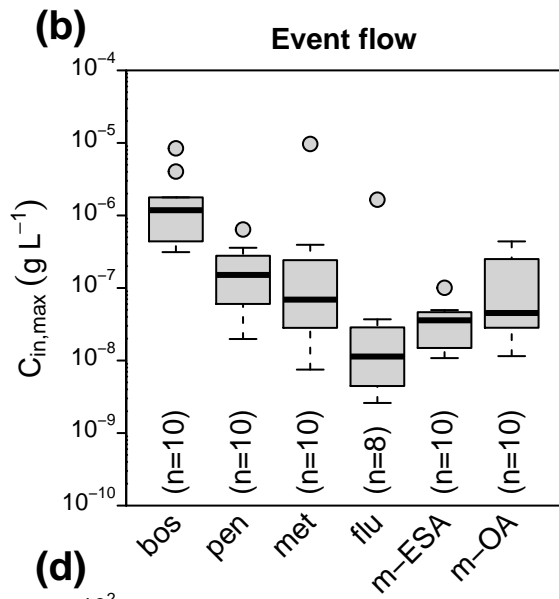 (b)
Event flow
C_in,max (g L⁻¹)
10⁻⁴
10⁻⁵
10⁻⁶
10⁻⁷
10⁻⁸
10⁻⁹
10⁻¹⁰
(n=10) (n=10) (n=10) (n=8) (n=10) (n=10)
bos pen met flu m−ESA m−OA
(d)
10²